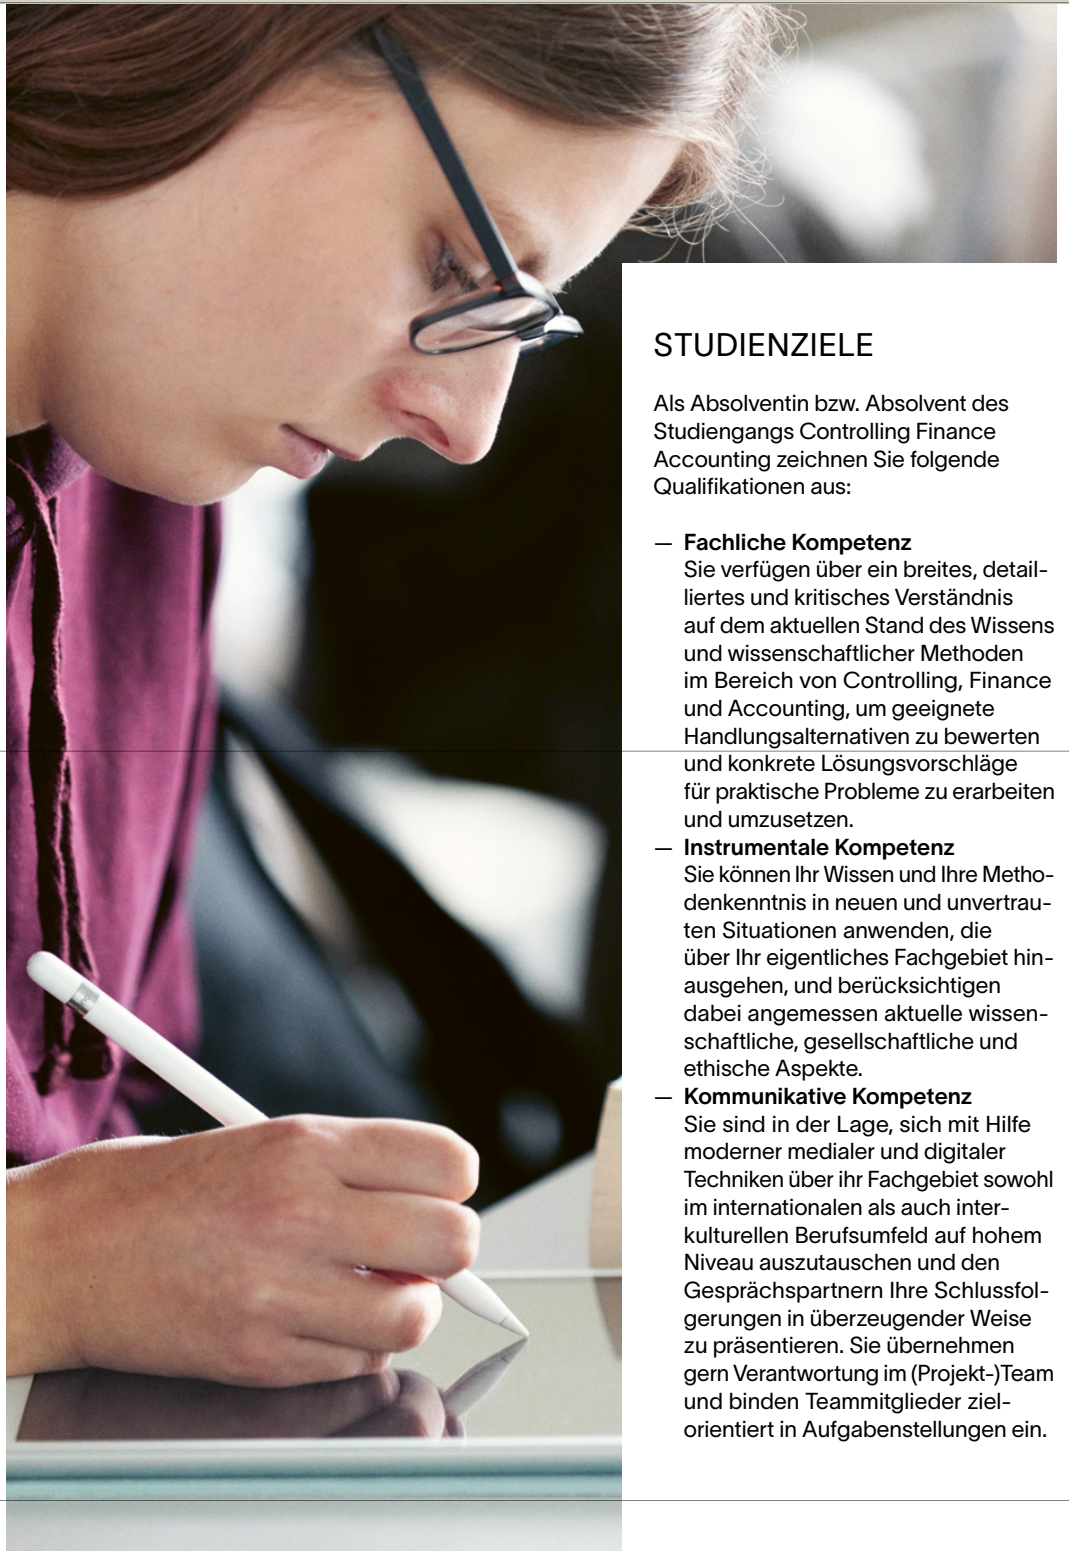 STUDIENZIELE
Als Absolventin bzw. Absolvent des
Studiengangs Controlling Finance
Accounting zeichnen Sie folgende
Qualifikationen aus:
— Fachliche Kompetenz
Sie verfügen über ein breites, detail-
liertes und kritisches Verständnis
auf dem aktuellen Stand des Wissens
und wissenschaftlicher Methoden
im Bereich von Controlling, Finance
und Accounting, um geeignete
Handlungsalternativen zu bewerten
und konkrete Lösungsvorschläge
für praktische Probleme zu erarbeiten
und umzusetzen.
— Instrumentale Kompetenz
Sie können Ihr Wissen und Ihre Metho-
denkenntnis in neuen und unvertrau-
ten Situationen anwenden, die
über Ihr eigentliches Fachgebiet hin-
ausgehen, und berücksichtigen
dabei angemessen aktuelle wissen-
schaftliche, gesellschaftliche und
ethische Aspekte.
— Kommunikative Kompetenz
Sie sind in der Lage, sich mit Hilfe
moderner medialer und digitaler
Techniken über ihr Fachgebiet sowohl
im internationalen als auch inter-
kulturellen Berufsumfeld auf hohem
Niveau auszutauschen und den
Gesprächspartnern Ihre Schlussfol-
gerungen in überzeugender Weise
zu präsentieren. Sie übernehmen
gern Verantwortung im (Projekt-)Team
und binden Teammitglieder ziel-
orientiert in Aufgabenstellungen ein.